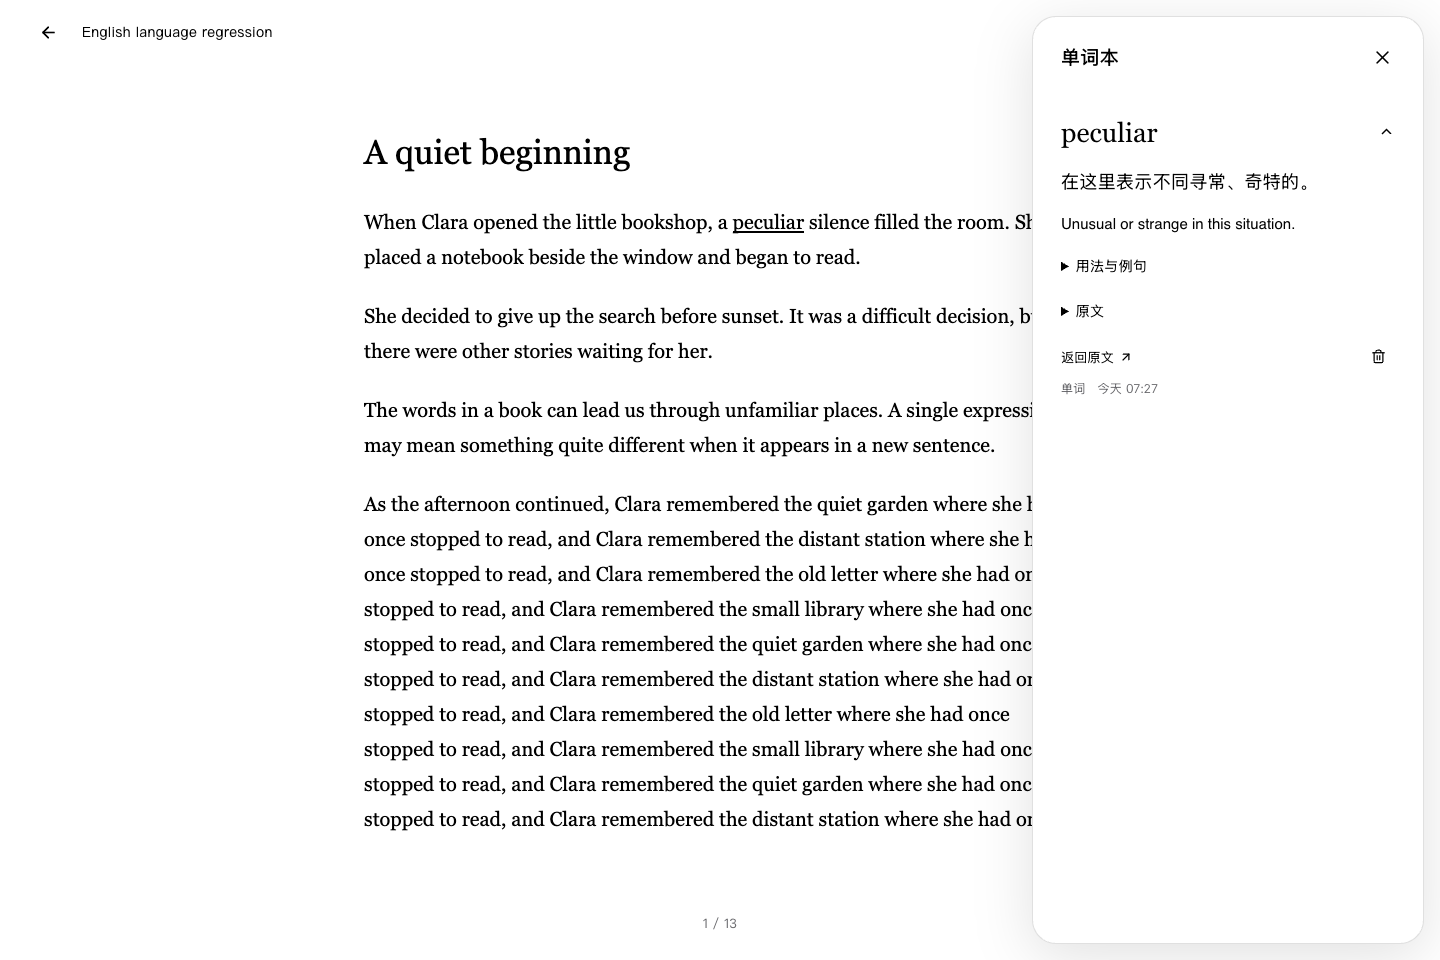 English language regression
A quiet beginning
When Clara opened the little bookshop, a peculiar silence filled the room. Sh
placed a notebook beside the window and began to read.
She decided to give up the search before sunset. It was a difficult decision, b
there were other stories waiting for her.
The words in a book can lead us through unfamiliar places. A single expressi
may mean something quite different when it appears in a new sentence.
As the afternoon continued, Clara remembered the quiet garden where she h
once stopped to read, and Clara remembered the distant station where she h
once stopped to read, and Clara remembered the old letter where she had on
stopped to read, and Clara remembered the small library where she had onc
stopped to read, and Clara remembered the quiet garden where she had onc
stopped to read, and Clara remembered the distant station where she had on
stopped to read, and Clara remembered the old letter where she had once
stopped to read, and Clara remembered the small library where she had onc
stopped to read, and Clara remembered the quiet garden where she had onc
stopped to read, and Clara remembered the distant station where she had on
1 / 13
单词本
peculiar
在这里表示不同寻常、奇特的。
Unusual or strange in this situation.
用法与例句
原文
返回原文
单词 今天 07:27